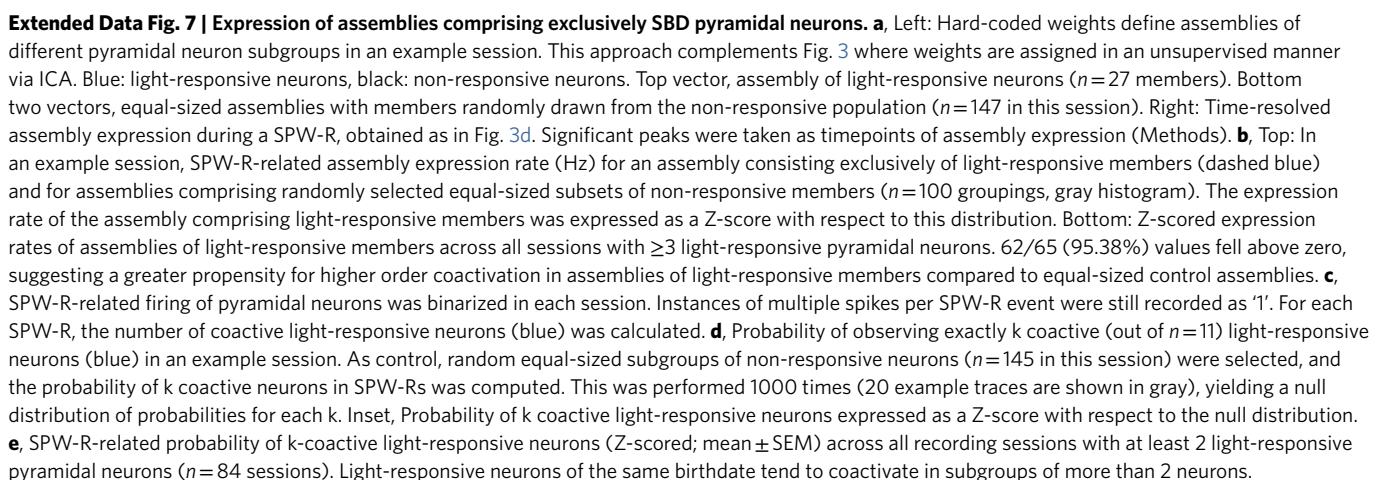 Extended Data Fig. 7 | Expression of assemblies comprising exclusively SBD pyramidal neurons. a, Left: Hard-coded weights define assemblies of
different pyramidal neuron subgroups in an example session. This approach complements Fig. 3 where weights are assigned in an unsupervised manner
via ICA. Blue: light-responsive neurons, black: non-responsive neurons. Top vector, assembly of light-responsive neurons (n = 27 members). Bottom
two vectors, equal-sized assemblies with members randomly drawn from the non-responsive population (n = 147 in this session). Right: Time-resolved
assembly expression during a SPW-R, obtained as in Fig. 3d. Significant peaks were taken as timepoints of assembly expression (Methods). b, Top: In
an example session, SPW-R-related assembly expression rate (Hz) for an assembly consisting exclusively of light-responsive members (dashed blue)
and for assemblies comprising randomly selected equal-sized subsets of non-responsive members (n = 100 groupings, gray histogram). The expression
rate of the assembly comprising light-responsive members was expressed as a Z-score with respect to this distribution. Bottom: Z-scored expression
rates of assemblies of light-responsive members across all sessions with ≥3 light-responsive pyramidal neurons. 62/65 (95.38%) values fell above zero,
suggesting a greater propensity for higher order coactivation in assemblies of light-responsive members compared to equal-sized control assemblies. c,
SPW-R-related firing of pyramidal neurons was binarized in each session. Instances of multiple spikes per SPW-R event were still recorded as '1'. For each
SPW-R, the number of coactive light-responsive neurons (blue) was calculated. d, Probability of observing exactly k coactive (out of n = 11) light-responsive
neurons (blue) in an example session. As control, random equal-sized subgroups of non-responsive neurons (n = 145 in this session) were selected, and
the probability of k coactive neurons in SPW-Rs was computed. This was performed 1000 times (20 example traces are shown in gray), yielding a null
distribution of probabilities for each k. Inset, Probability of k coactive light-responsive neurons expressed as a Z-score with respect to the null distribution.
e, SPW-R-related probability of k-coactive light-responsive neurons (Z-scored; mean ± SEM) across all recording sessions with at least 2 light-responsive
pyramidal neurons (n = 84 sessions). Light-responsive neurons of the same birthdate tend to coactivate in subgroups of more than 2 neurons.